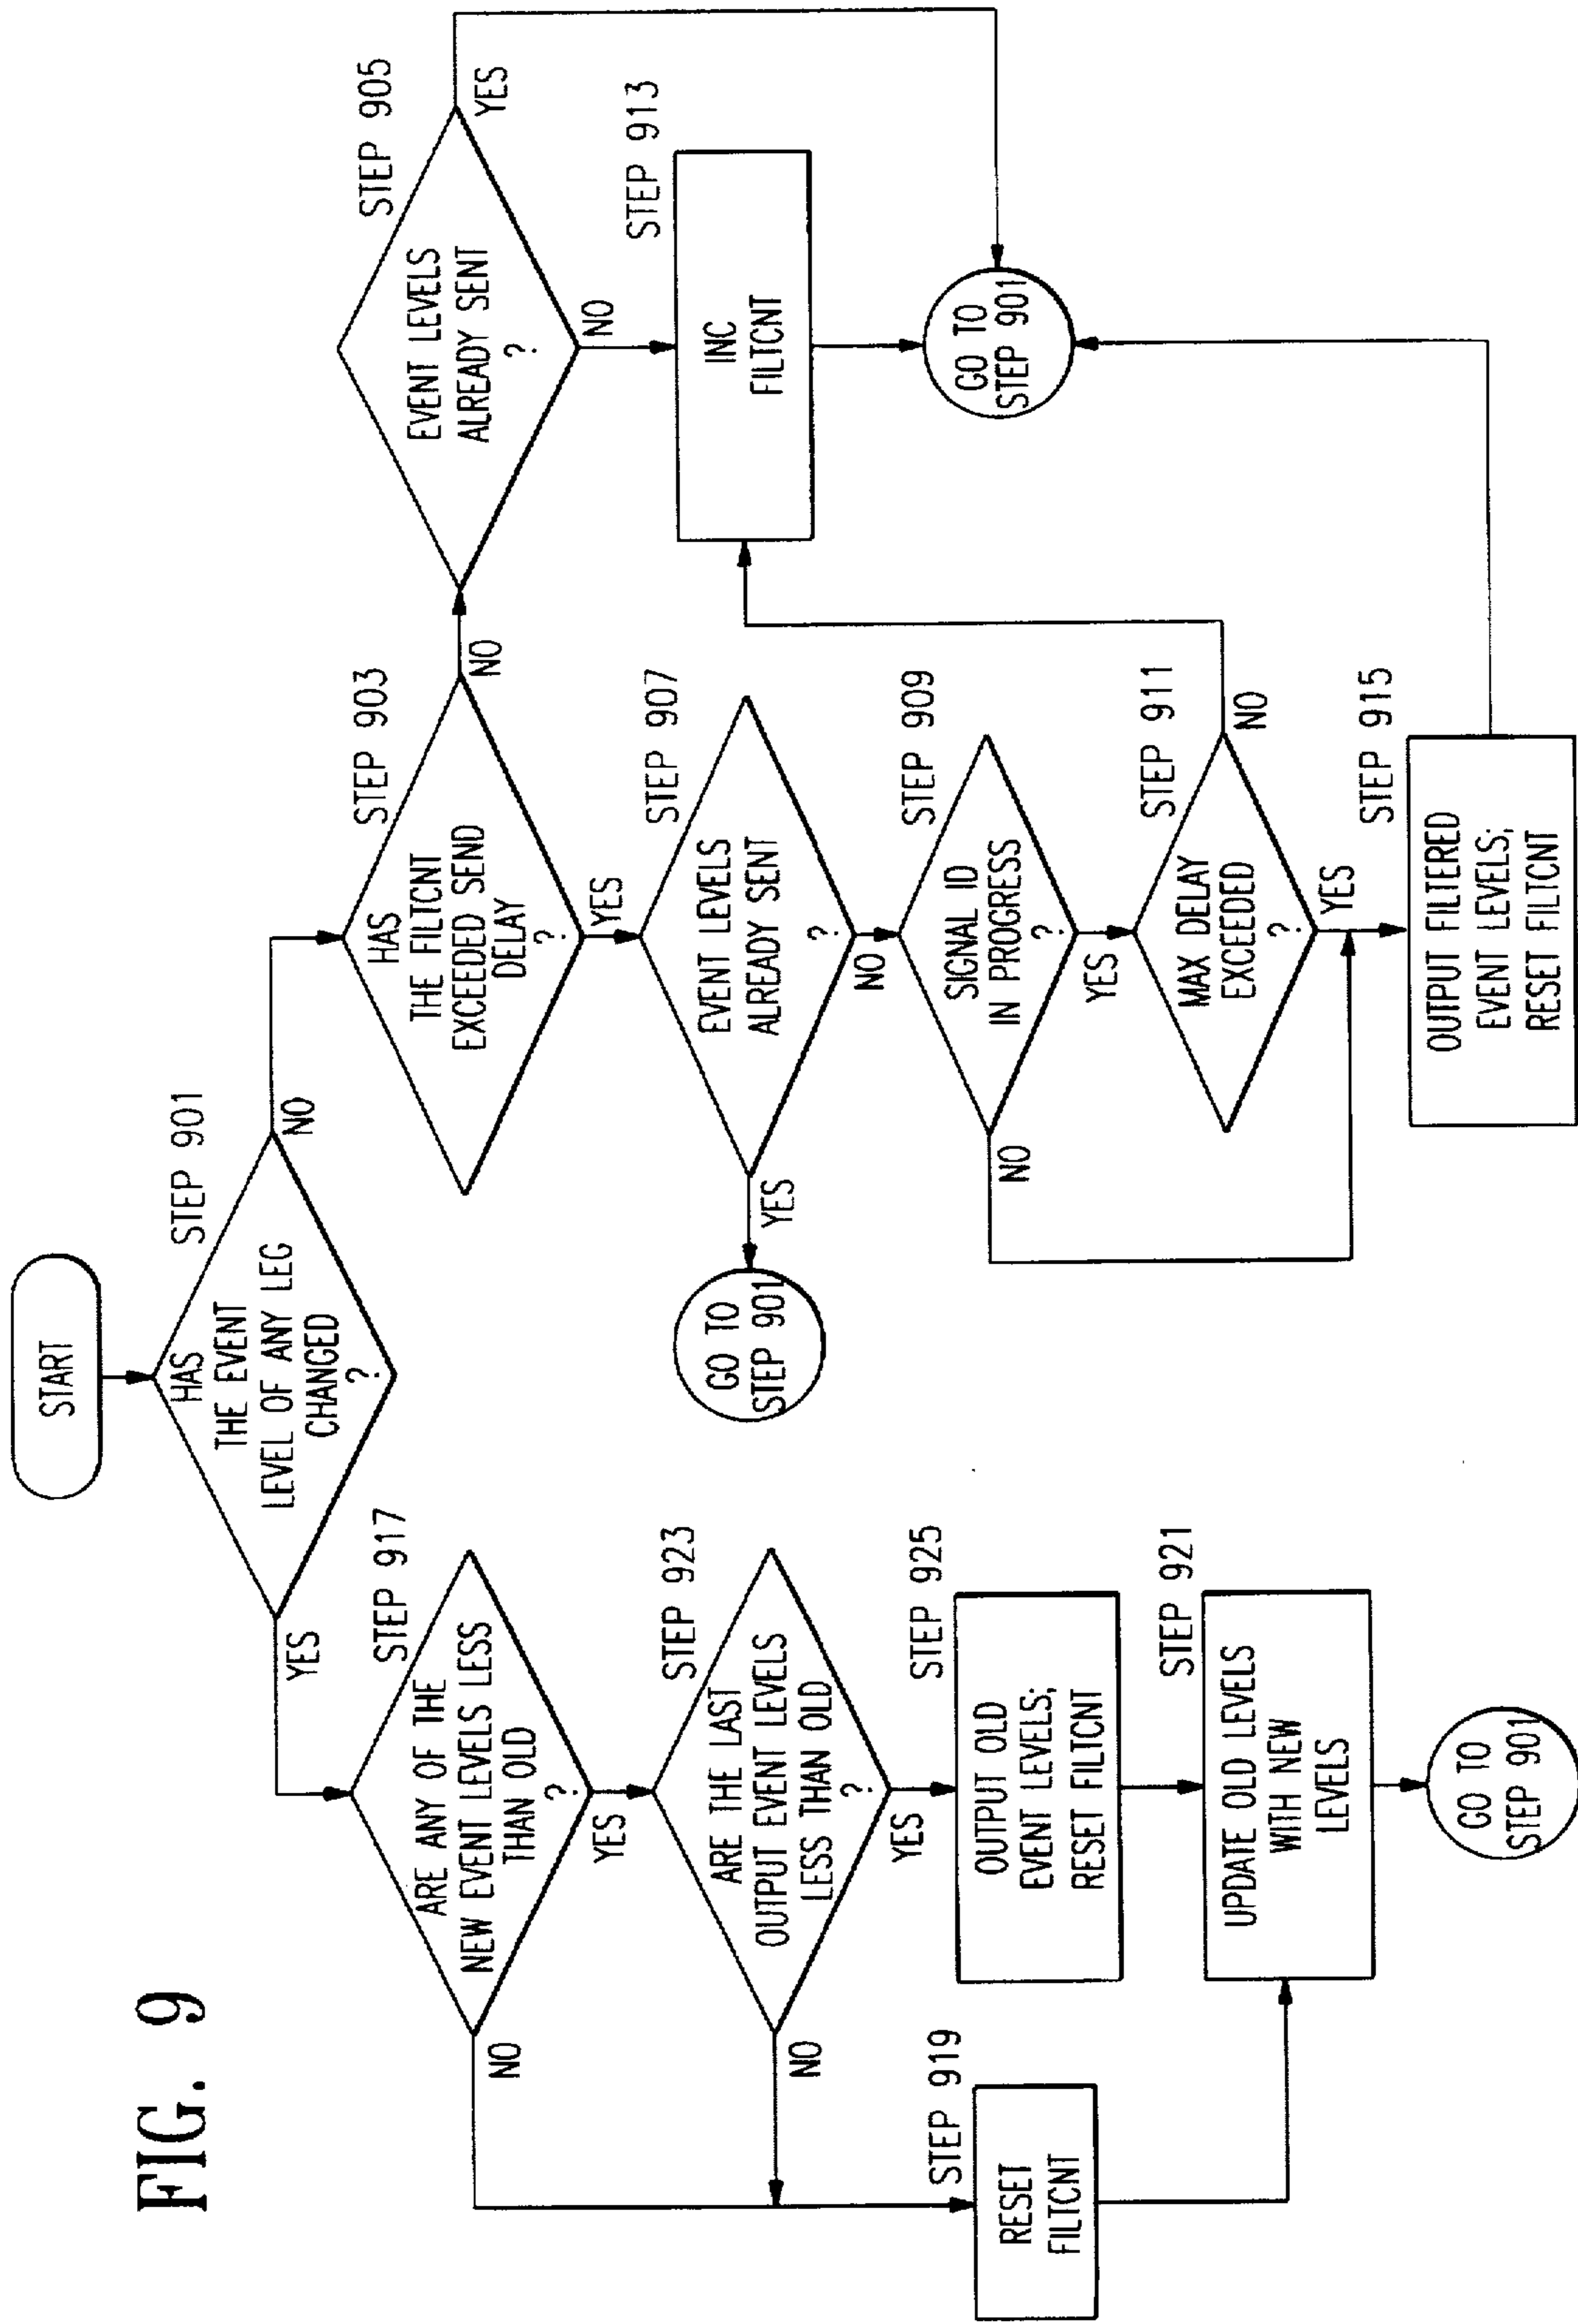 FIG. 9
START
STEP 901
HAS
THE EVENT
LEVEL OF ANY LEG
CHANGED
?
YES
NO
STEP 917
ARE ANY OF THE
NEW EVENT LEVELS LESS
THAN OLD
?
NO
YES
STEP 923
ARE THE LAST
OUTPUT EVENT LEVELS
LESS THAN OLD
?
NO
YES
STEP 925
OUTPUT OLD
EVENT LEVELS;
RESET FILTCNT
STEP 919
RESET
FILTCNT
STEP 921
UPDATE OLD LEVELS
WITH NEW
LEVELS
GO TO
STEP 901
STEP 903
HAS
THE FILTCNT
EXCEEDED SEND
DELAY
?
NO
YES
STEP 905
EVENT LEVELS
ALREADY SENT
?
YES
NO
STEP 907
EVENT LEVELS
ALREADY SENT
?
YES
NO
GO TO
STEP 901
STEP 913
INC
FILTCNT
STEP 909
SIGNAL ID
IN PROGRESS
?
NO
YES
GO TO
STEP 901
STEP 911
MAX DELAY
EXCEEDED
?
NO
YES
STEP 915
OUTPUT FILTERED
EVENT LEVELS;
RESET FILTCNT